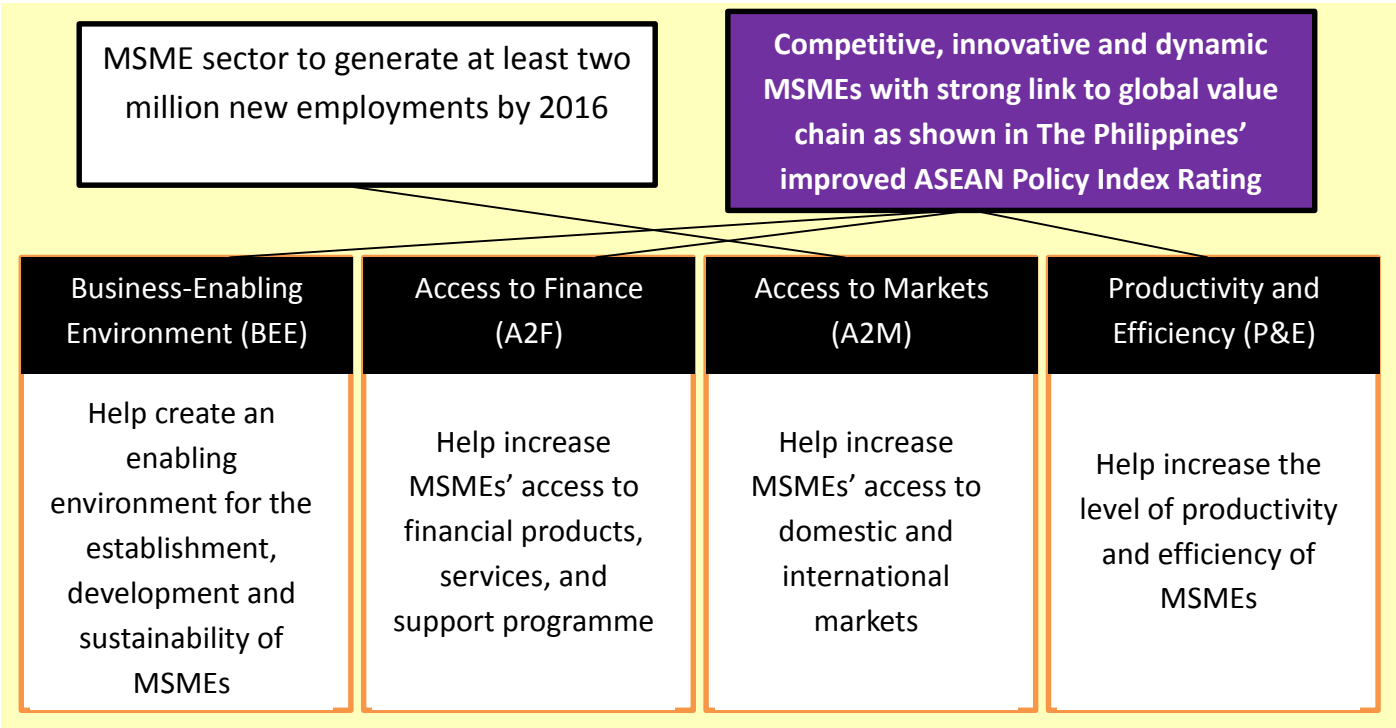 MSME sector to generate at least two
million new employments by 2016
Competitive, innovative and dynamic
MSMEs with strong link to global value
chain as shown in The Philippines’
improved ASEAN Policy Index Rating
Business-Enabling
Environment (BEE)
Help create an
enabling
environment for the
establishment,
development and
sustainability of
MSMEs
Access to Finance
(A2F)
Help increase
MSMEs’ access to
financial products,
services, and
support programme
Access to Markets
(A2M)
Help increase
MSMEs’ access to
domestic and
international
markets
Productivity and
Efficiency (P&E)
Help increase the
level of productivity
and efficiency of
MSMEs